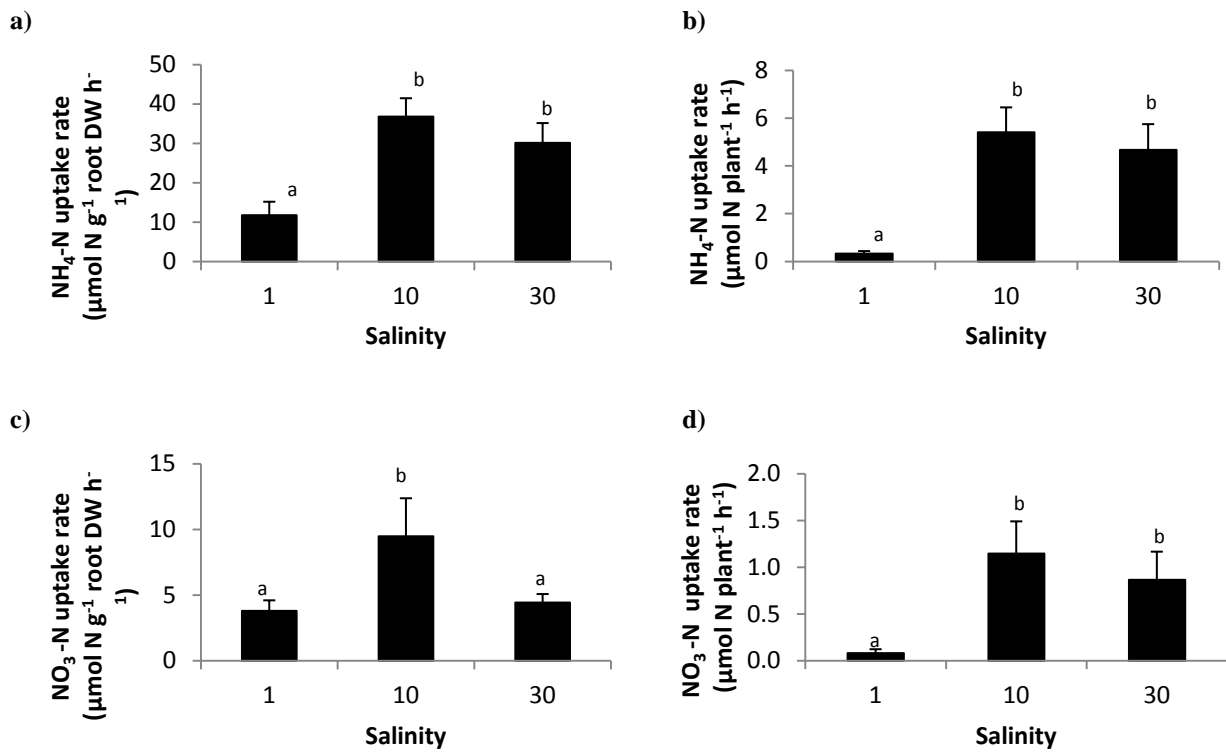 a)
NH₄-N uptake rate
(µmol N g⁻¹ root DW h⁻
¹)
50
40
30
20
10
0
a
b
b
1 10 30
Salinity
b)
NH₄-N uptake rate
(µmol N plant⁻¹ h⁻¹)
8
6
4
2
0
a
b
b
1 10 30
Salinity
c)
NO₃-N uptake rate
(µmol N g⁻¹ root DW h⁻
¹)
15
10
5
0
a
b
a
1 10 30
Salinity
d)
NO₃-N uptake rate
(µmol N plant⁻¹ h⁻¹)
2.0
1.5
1.0
0.5
0.0
a
b
b
1 10 30
Salinity